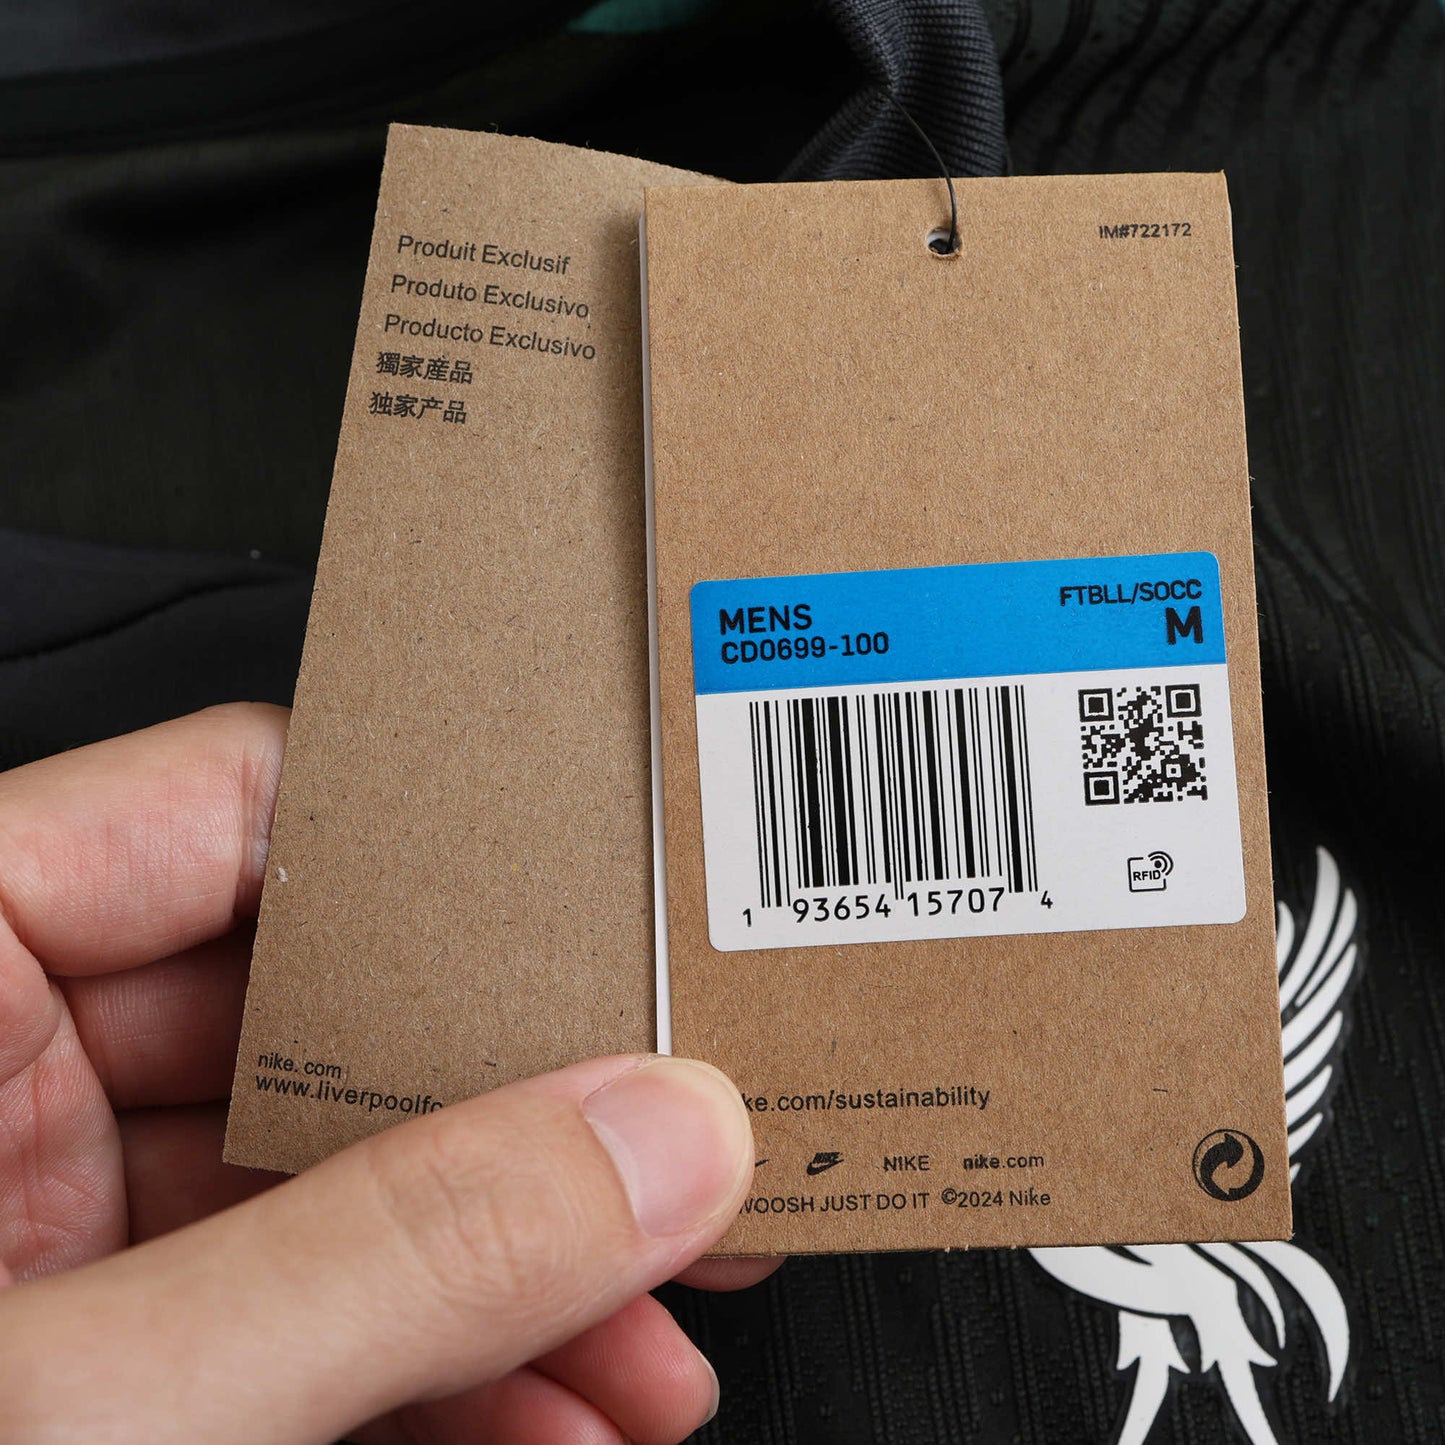 Produit Exclusif
Produto Exclusivo
Producto Exclusivo
獨家産品
独家产品
nike. com
www.liverpoolfc
IM#722172
MENS
CD0699-100
FTBLL/SOCC
M
1 93654 15707 4
RFID
ke.com/sustainability
NIKE nike.com
WOOSH JUST DO IT ©2024 Nike